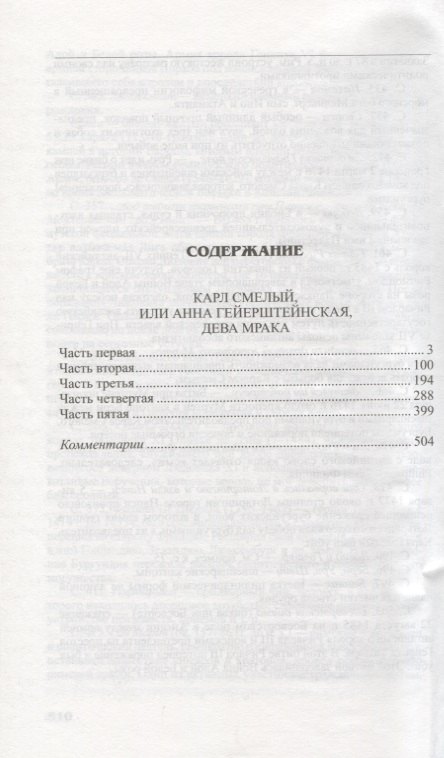 СОДЕРЖАНИЕ
КАРЛ СМЕЛЫЙ,
ИЛИ АННА ГЕЙЕРШТЕЙНСКАЯ,
ДЕВА МРАКА
Часть первая ........ 3
Часть вторая ........ 100
Часть третья ........ 194
Часть четвертая ........ 288
Часть пятая ........ 399
Комментарии ........ 504